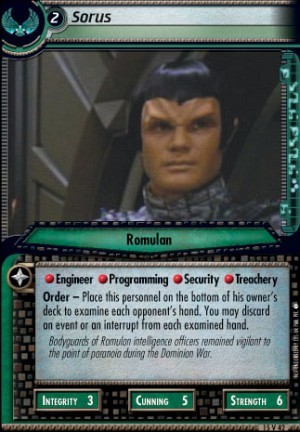 2 Sorus
Romulan
Engineer Programming Security Treachery
Order – Place this personnel on the bottom of his owner's
deck to examine each opponent's hand. You may discard
an event or an interrupt from each examined hand.
Bodyguards of Romulan intelligence officers remained vigilant to
the point of paranoia during the Dominion War.
INTEGRITY 3 CUNNING 5 STRENGTH 6